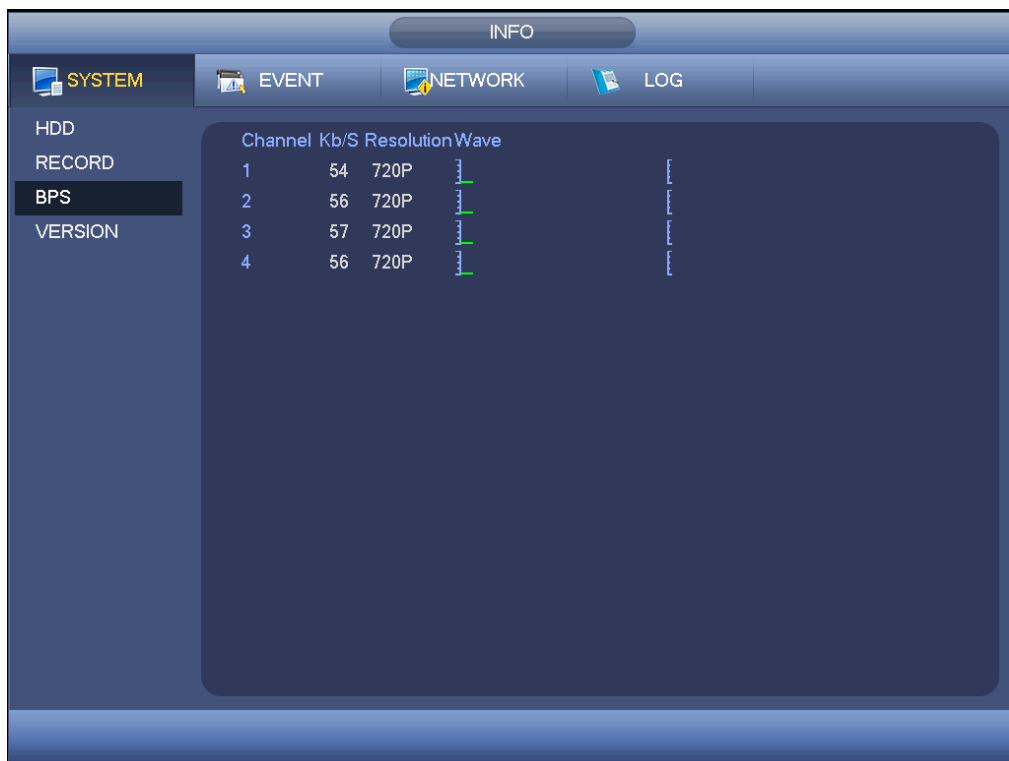 INFO
SYSTEM EVENT NETWORK LOG
HDD
RECORD
BPS
VERSION
Channel Kb/S Resolution Wave
1 54 720P
2 56 720P
3 57 720P
4 56 720P